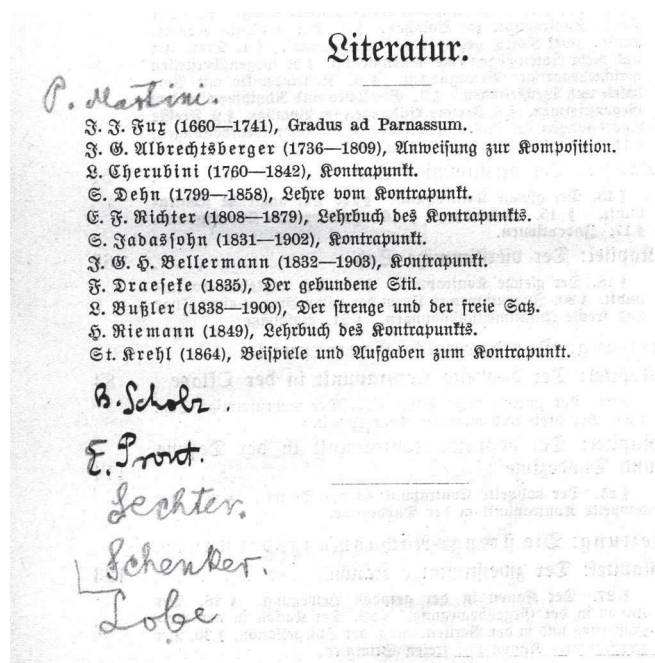 Literatur.
P. Martini.
J. J. Fux (1660—1741), Gradus ad Parnassum.
J. G. Albrechtsberger (1736—1809), Anweisung zur Komposition.
L. Cherubini (1760—1842), Kontrapunkt.
S. Dehn (1799—1858), Lehre vom Kontrapunkt.
E. F. Richter (1808—1879), Lehrbuch des Kontrapunkts.
S. Jadassohn (1831—1902), Kontrapunkt.
J. G. H. Bellermann (1832—1903), Kontrapunkt.
F. Draeseke (1835), Der gebundene Stil.
L. Bußler (1838—1900), Der strenge und der freie Satz.
H. Riemann (1849), Lehrbuch des Kontrapunkts.
St. Krehl (1864), Beispiele und Aufgaben zum Kontrapunkt.
B. Scholz.
E. Prout.
Sechter.
Schenker.
Lobe